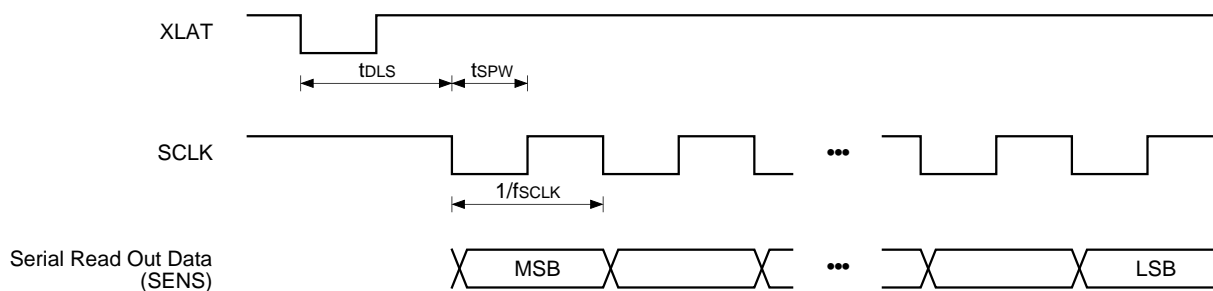 XLAT
tDLS
tSPW
SCLK
•••
1/fSCLK
Serial Read Out Data
(SENS)
MSB
•••
LSB